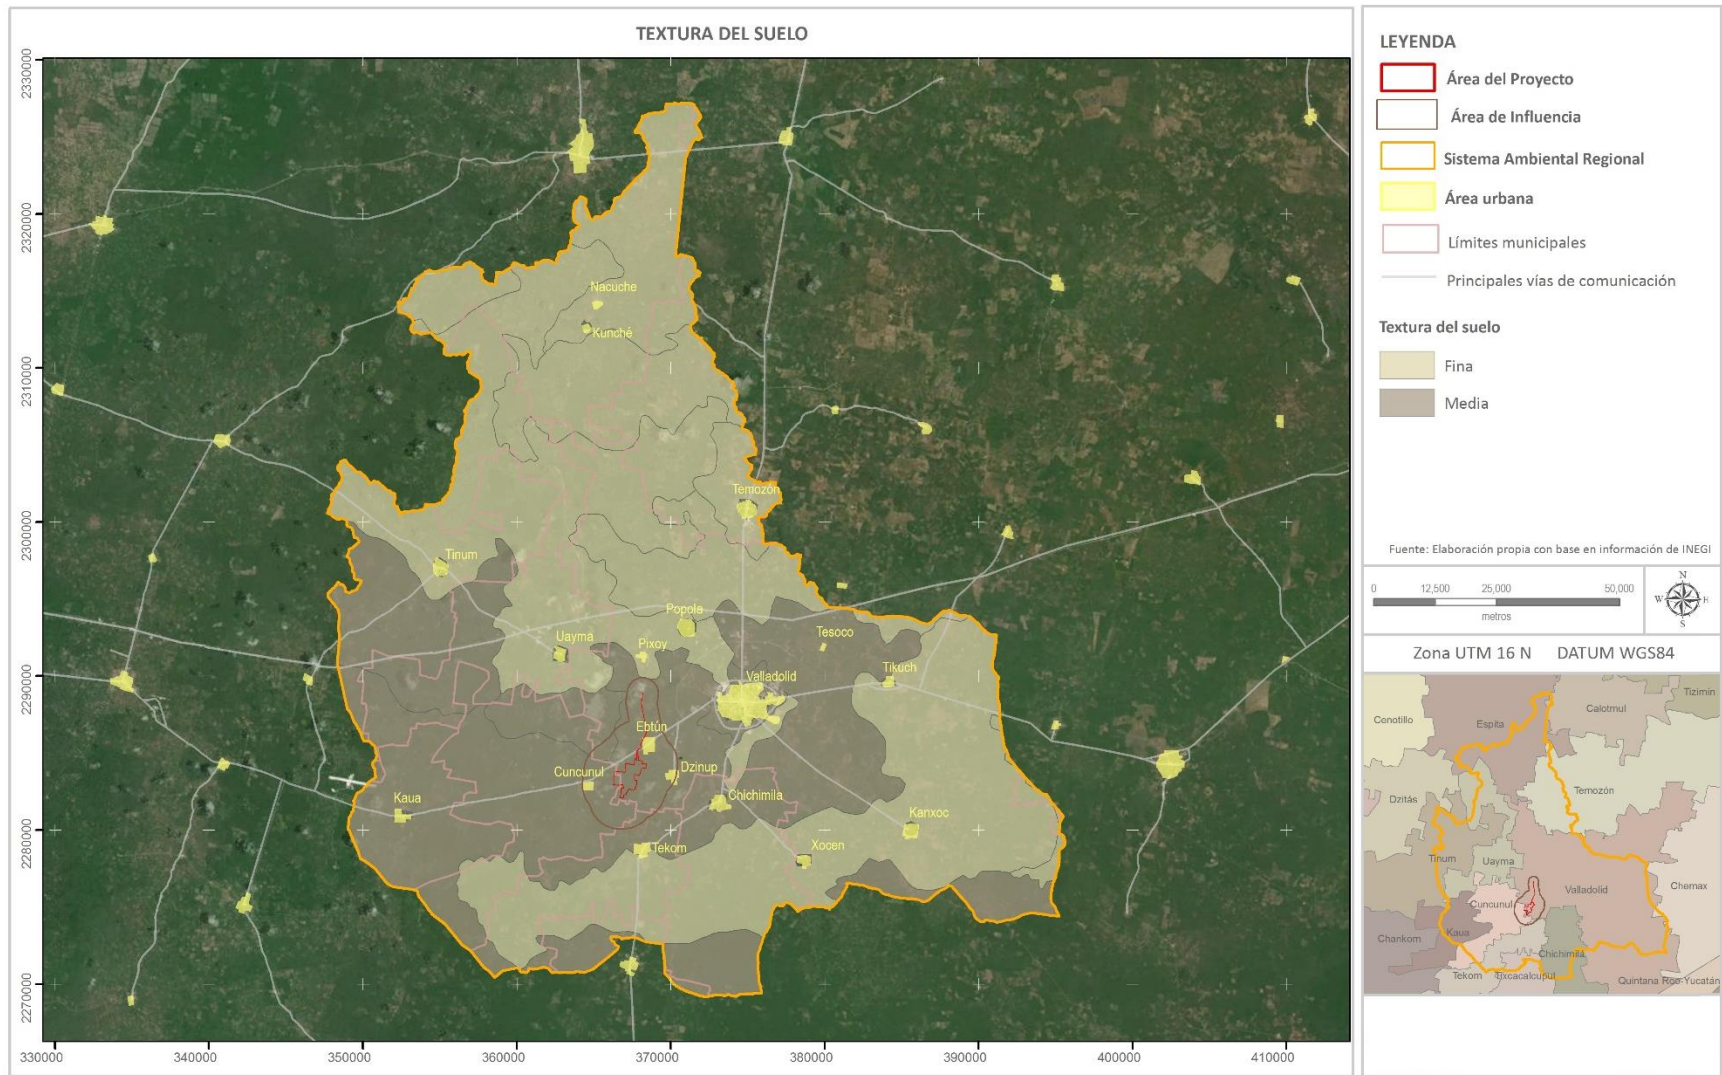 TEXTURA DEL SUELO
2330000
2320000
2310000
2300000
2290000
2280000
2270000
330000
340000
350000
360000
370000
380000
390000
400000
410000
Nacuche
Kunché
Temozón
Tinum
Popola
Tesoco
Uayma
Pixoy
Tikuch
Valladolid
Ebtún
Cuncunul
Dzinup
Kaua
Chichimila
Kanxoc
Tekom
Xocen
LEYENDA
Área del Proyecto
Área de Influencia
Sistema Ambiental Regional
Área urbana
Límites municipales
Principales vías de comunicación
Textura del suelo
Fina
Media
Fuente: Elaboración propia con base en información de INEGI
0 12,500 25,000 50,000
metros
N
W E
S
Zona UTM 16 N DATUM WGS84
Tizimin
Cenotillo
Espita
Calotmul
Temozón
Dzitás
Tinum
Uayma
Valladolid
Chemax
Cuncunul
Kaua
Chankom
Chichimilá
Tekom
Tixcacalcupul
Quintana Roo-Yucatán